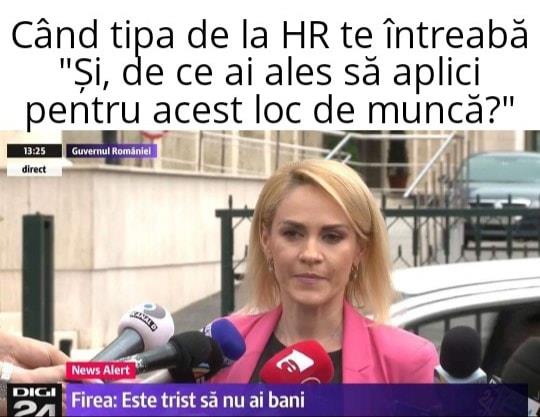 Când tipa de la HR te întreabă
"Și, de ce ai ales să aplici
pentru acest loc de muncă?"
13:25 Guvernul României
direct
KANAL D
News Alert
DIGI
24
Firea: Este trist să nu ai bani